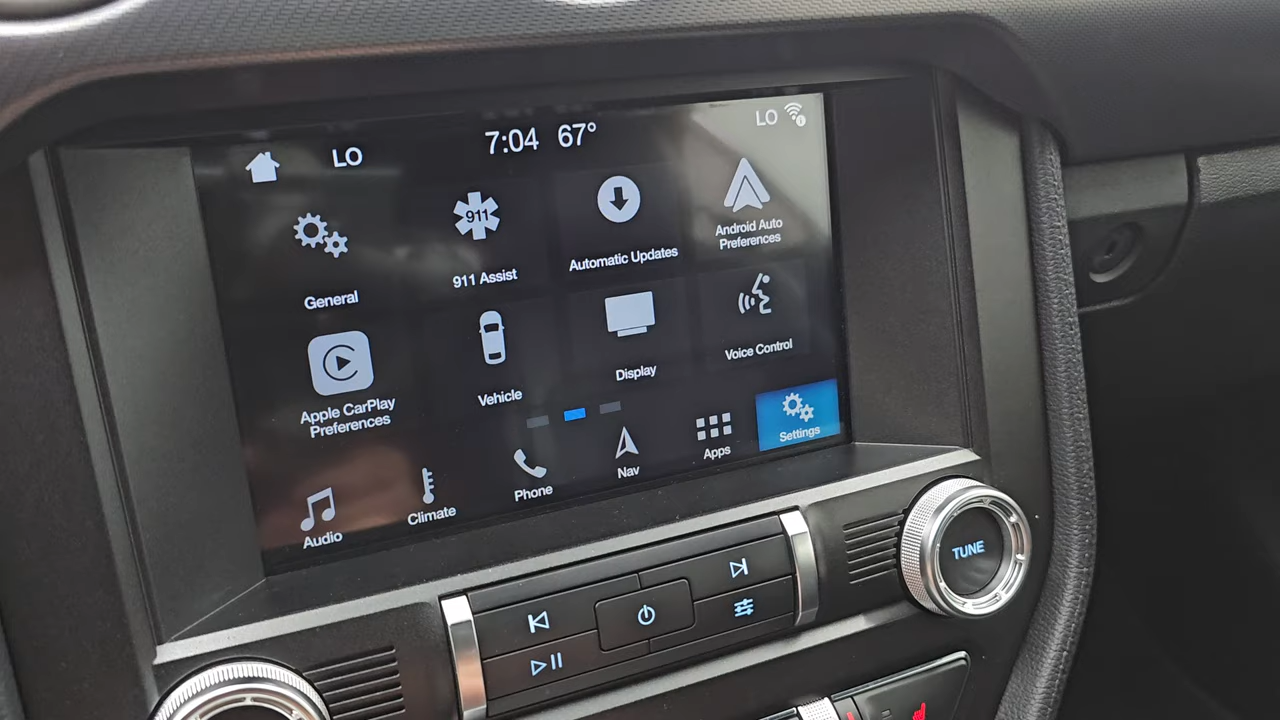 LO
7:04 67°
LO
General
911
911 Assist
Automatic Updates
Android Auto
Preferences
Apple CarPlay
Preferences
Vehicle
Display
Voice Control
Audio
Climate
Phone
Nav
Apps
Settings
TUNE